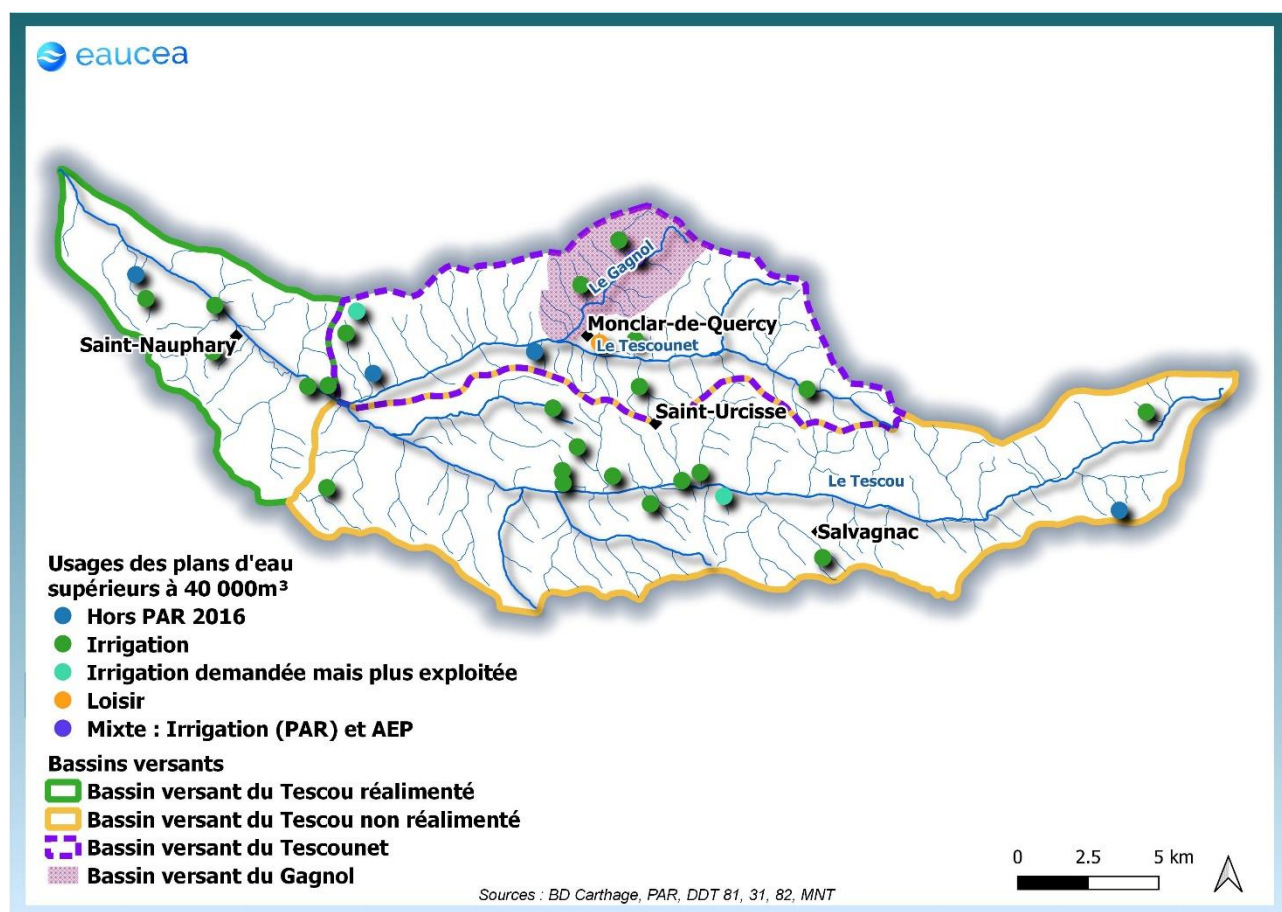 eaucea
Le Gagnol
Monclar-de-Quercy
Le Tescounet
Saint-Nauphary
Saint-Urcisse
Le Tescou
Salvagnac
Usages des plans d'eau
supérieurs à 40 000m³
Hors PAR 2016
Irrigation
Irrigation demandée mais plus exploitée
Loisir
Mixte : Irrigation (PAR) et AEP
Bassins versants
Bassin versant du Tescou réalimenté
Bassin versant du Tescou non réalimenté
Bassin versant du Tescounet
Bassin versant du Gagnol
0 2.5 5 km
Sources : BD Carthage, PAR, DDT 81, 31, 82, MNT